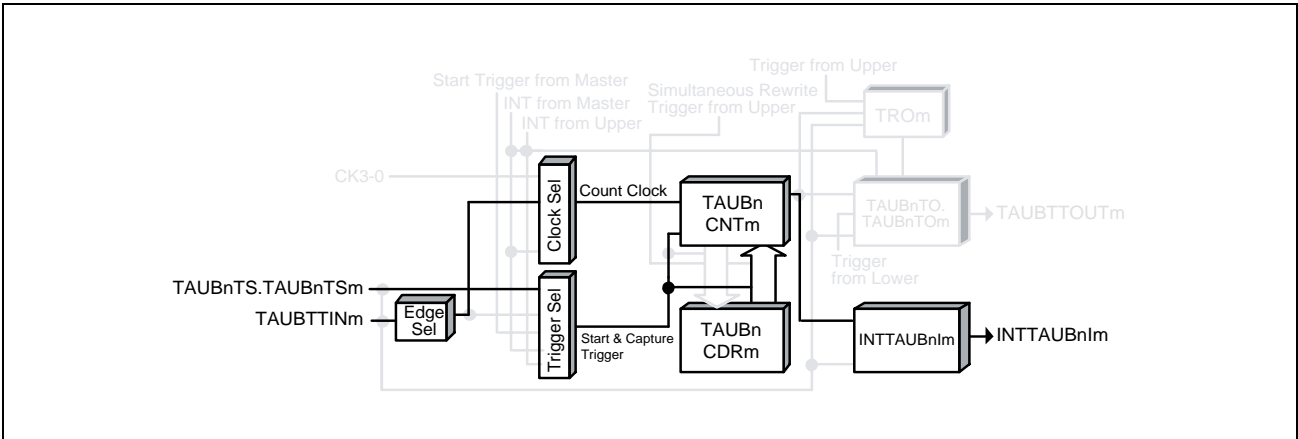 Trigger from Upper
Start Trigger from Master
Simultaneous Rewrite
Trigger from Upper
INT from Master
INT from Upper
TROm
CK3-0
Clock Sel
Count Clock
TAUBn
CNTm
TAUBnTO.
TAUBnTOm
TAUBTTOUTm
Trigger
from Lower
TAUBnTS.TAUBnTSm
TAUBTTINm
Edge
Sel
Trigger Sel
Start & Capture
Trigger
TAUBn
CDRm
INTTAUBnIm
INTTAUBnIm